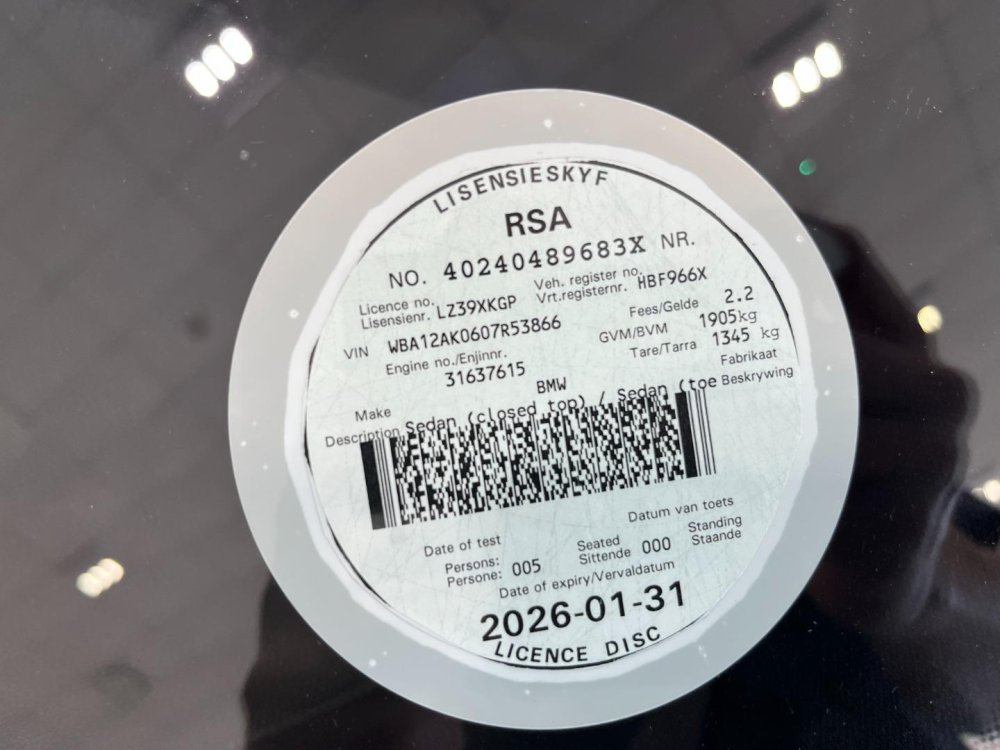 LISENSIESKYF
RSA
NO. 40240489683X NR.
Licence no. Lisensienr. LZ39XKGP Veh. register no. Vrt.registernr. HBF966X
VIN WBA12AK0607R53866 Fees/Gelde 2.2
Engine no./Enjinnr. 31637615 GVM/BVM 1905kg
Tare/Tarra 1345 kg
Make BMW Fabrikaat
Description Sedan (closed top) / Sedan (toe Beskrywing
Date of test Datum van toets
Persons: Persone: 005 Seated Sittende 000 Standing Staande
Date of expiry/Vervaldatum
2026-01-31
LICENCE DISC